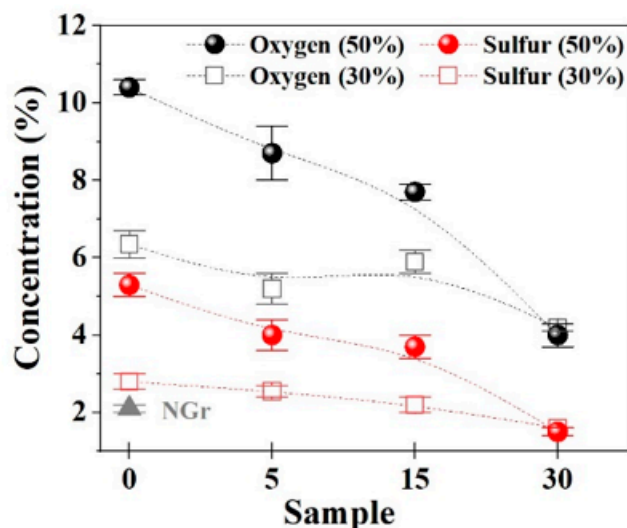 12
10
8
6
4
2
Concentration (%)
Oxygen (50%) Sulfur (50%)
Oxygen (30%) Sulfur (30%)
NGr
0 5 15 30
Sample